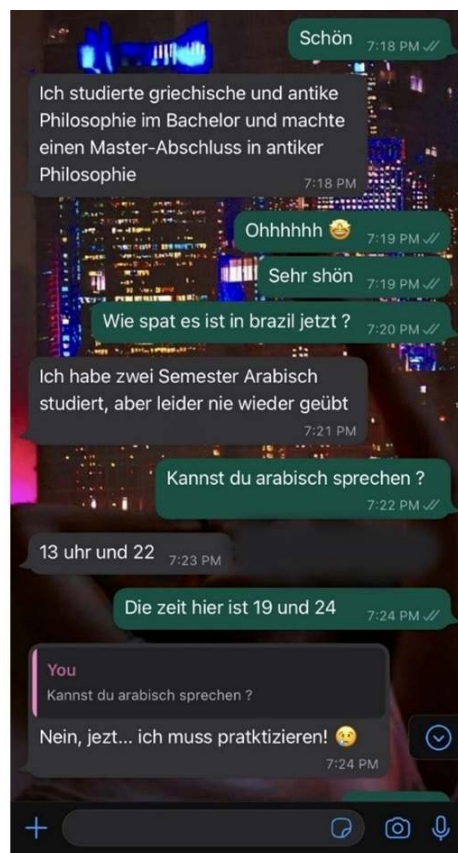 Schön 7:18 PM
Ich studierte griechische und antike
Philosophie im Bachelor und machte
einen Master-Abschluss in antiker
Philosophie
7:18 PM
Ohhhhhh 🤩 7:19 PM
Sehr shön 7:19 PM
Wie spat es ist in brazil jetzt ? 7:20 PM
Ich habe zwei Semester Arabisch
studiert, aber leider nie wieder geübt
7:21 PM
Kannst du arabisch sprechen ?
7:22 PM
13 uhr und 22 7:23 PM
Die zeit hier ist 19 und 24 7:24 PM
You
Kannst du arabisch sprechen ?
Nein, jezt... ich muss pratktizieren! 😢
7:24 PM